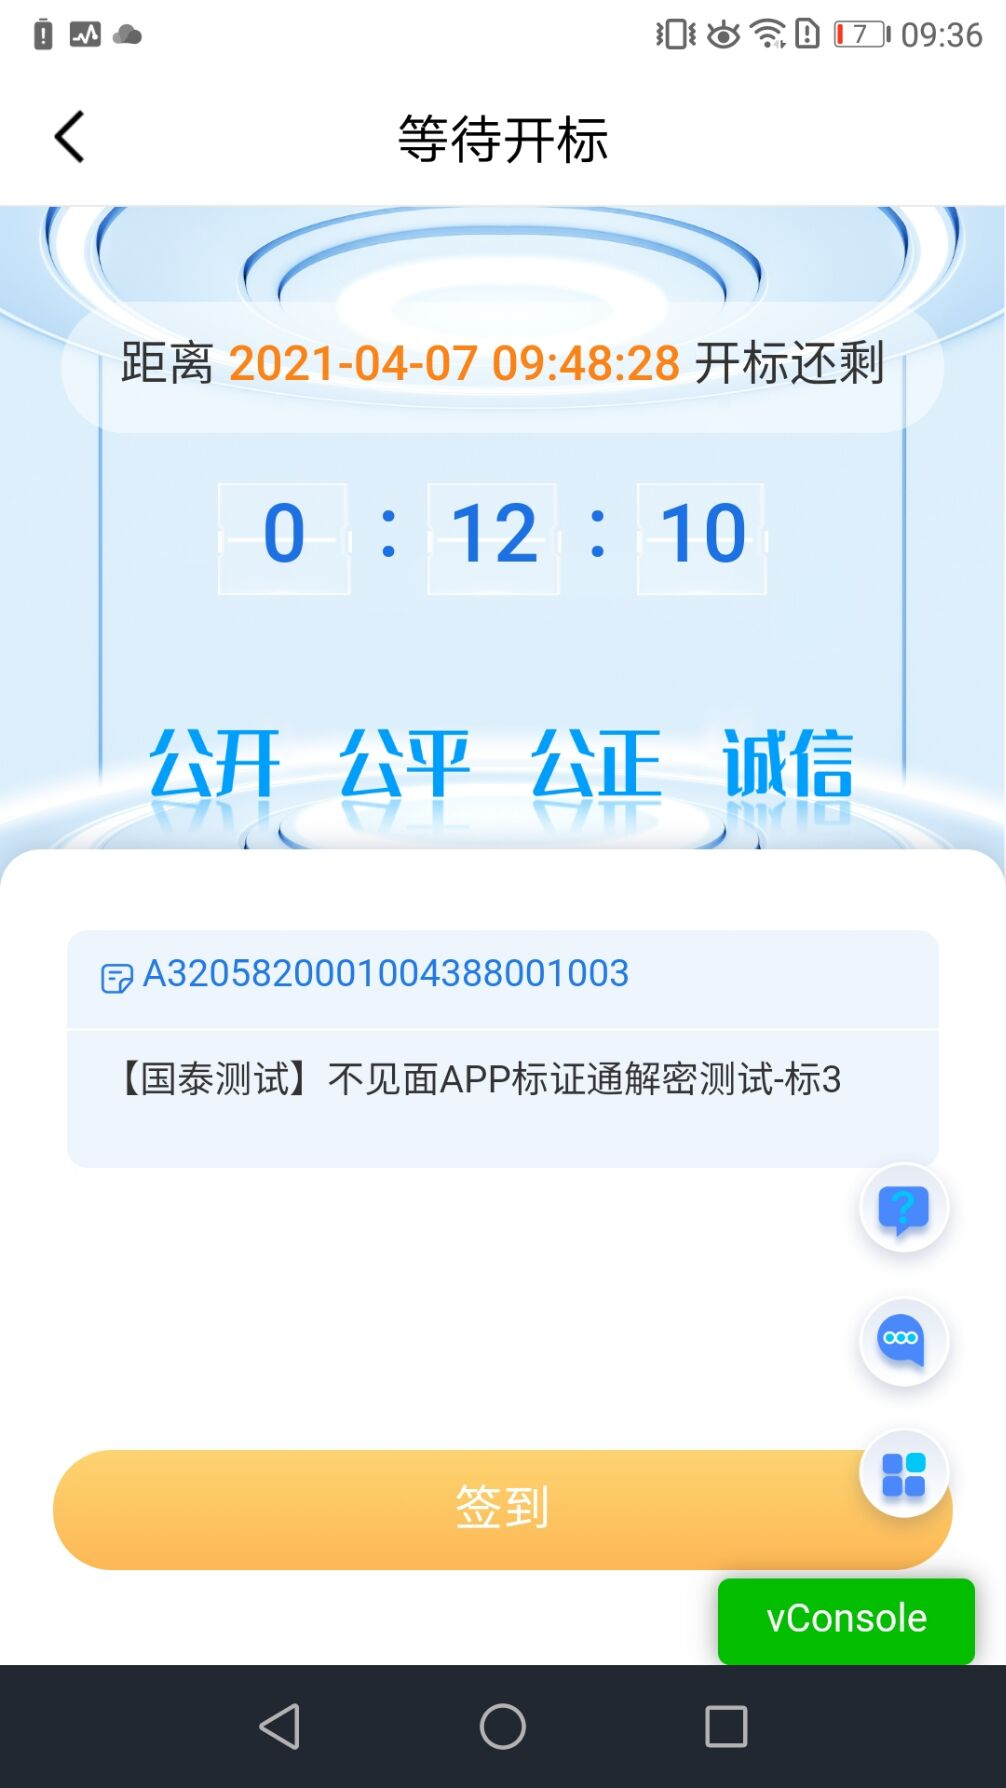 7 09:36
等待开标
距离 2021-04-07 09:48:28 开标还剩
0 : 12 : 10
公开 公平 公正 诚信
A3205820001004388001003
【国泰测试】不见面APP标证通解密测试-标3
签到
vConsole